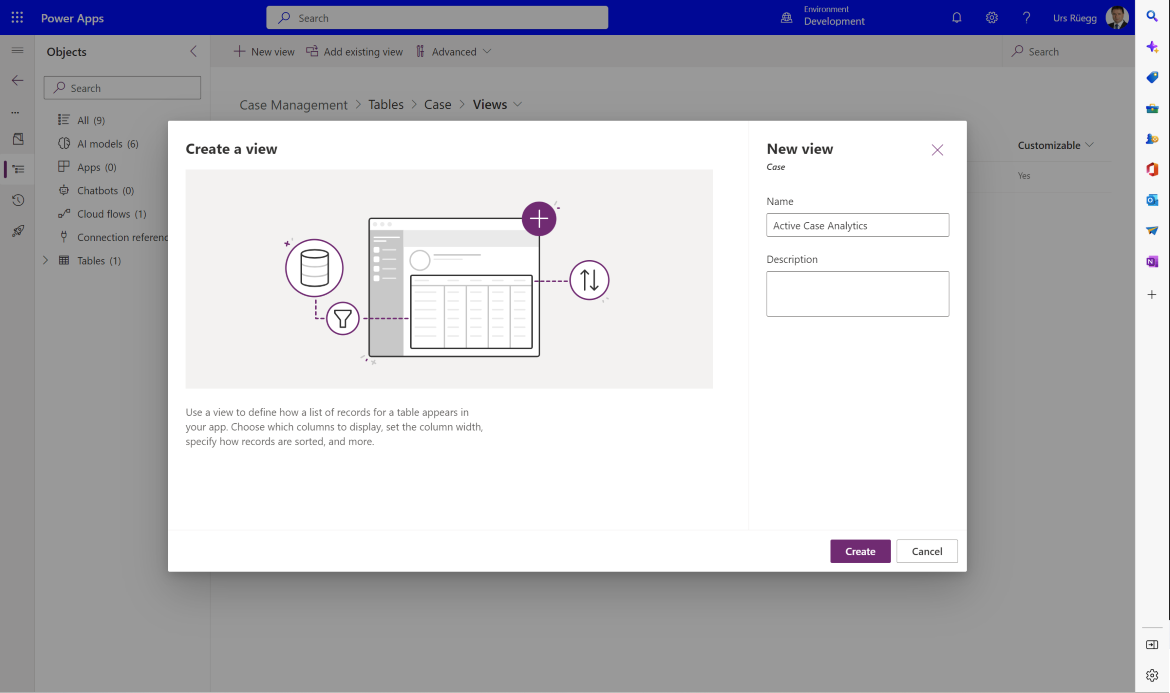 Power Apps
Search
Environment
Development
Urs Rüegg
Objects
New view
Add existing view
Advanced
Search
Search
Case Management > Tables > Case > Views
All (9)
AI models (6)
Apps (0)
Chatbots (0)
Cloud flows (1)
Connection referenc
Tables (1)
Customizable
Yes
Create a view
Use a view to define how a list of records for a table appears in
your app. Choose which columns to display, set the column width,
specify how records are sorted, and more.
New view
Case
Name
Active Case Analytics
Description
Create
Cancel